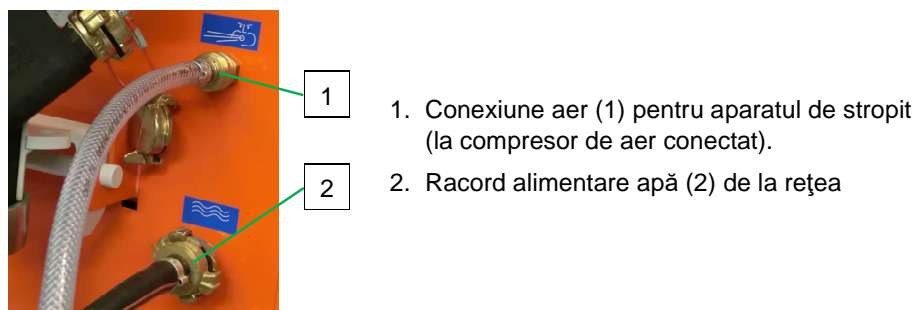 1
2
1. Conexiune aer (1) pentru aparatul de stropit
(la compresor de aer conectat).
2. Racord alimentare apă (2) de la reţea